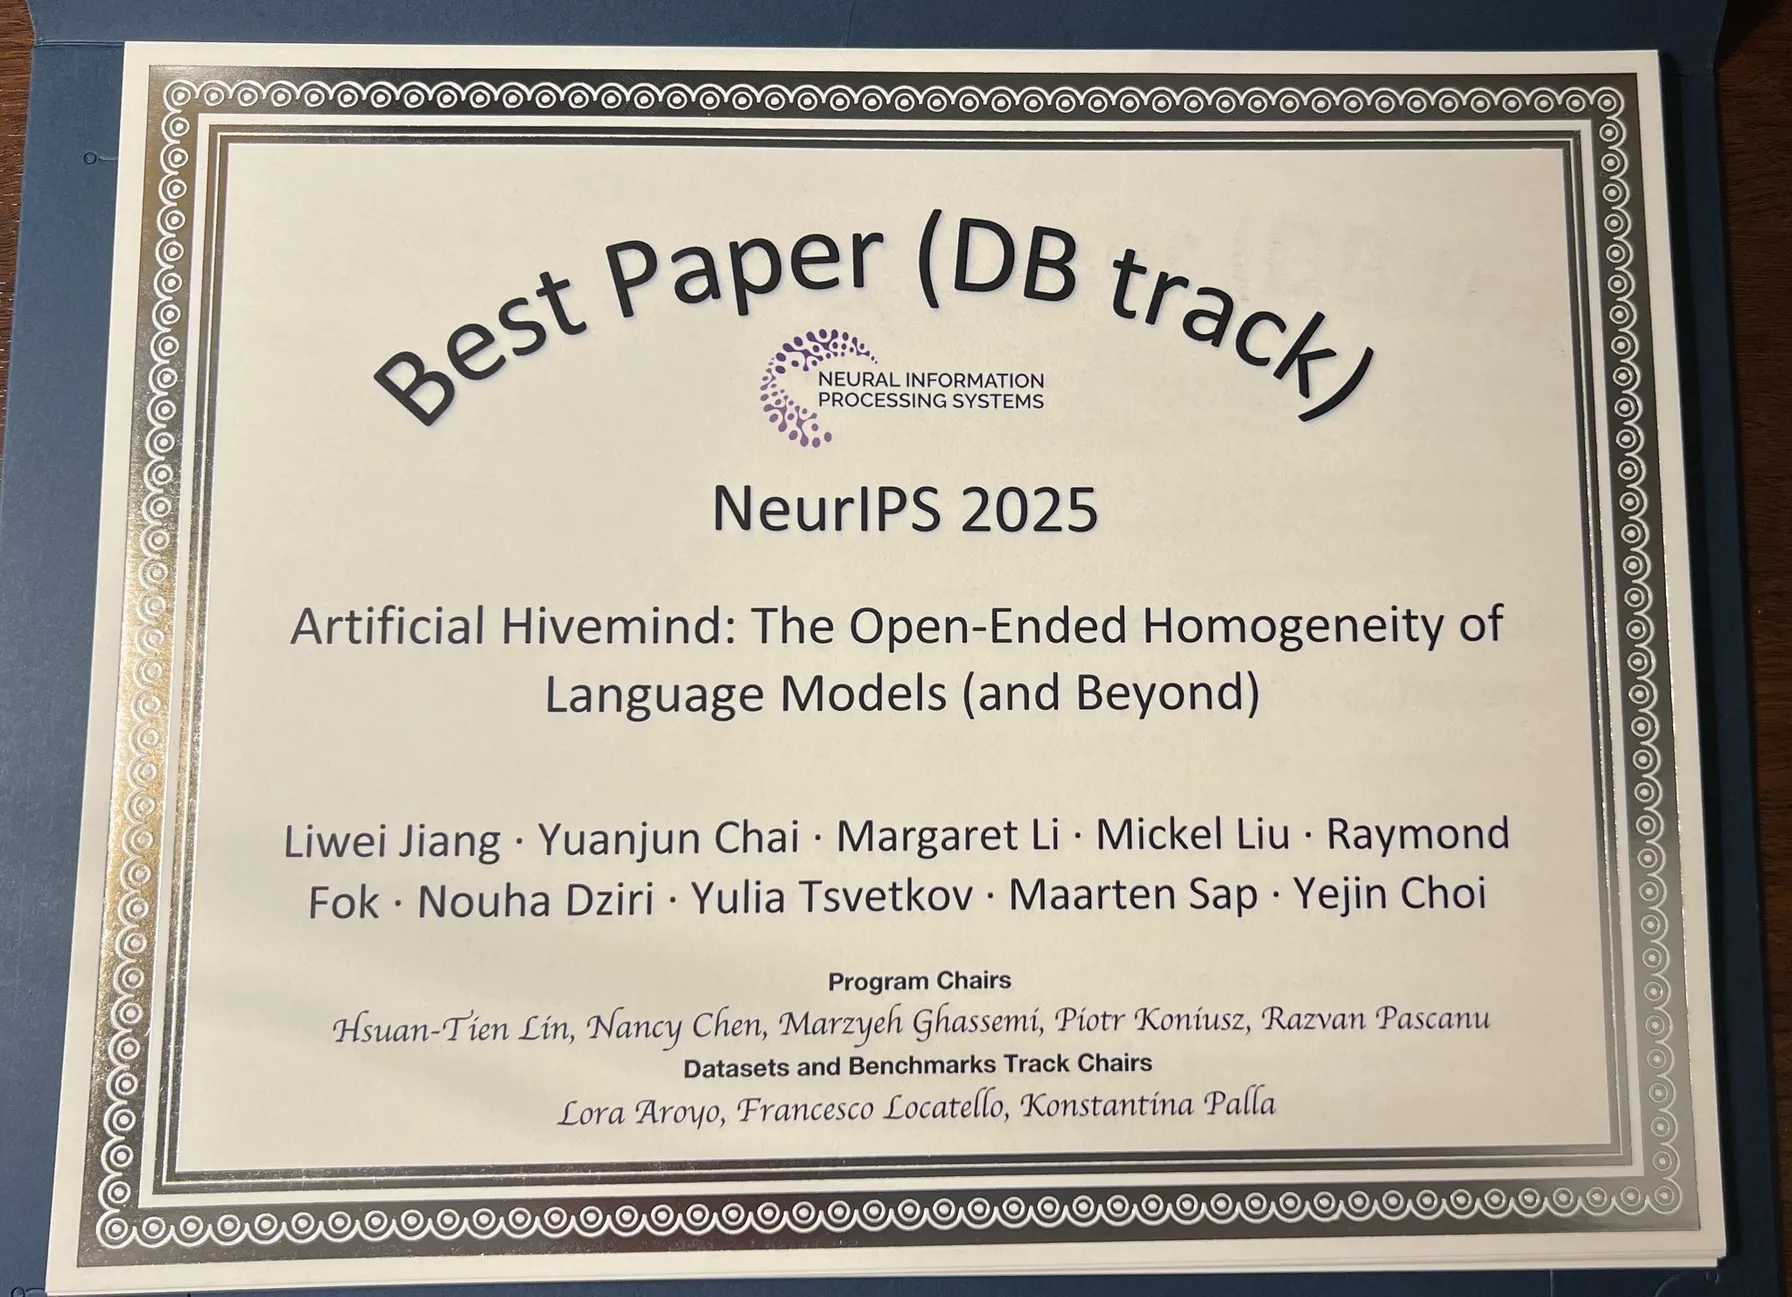 Best Paper (DB track)
NEURAL INFORMATION
PROCESSING SYSTEMS
NeurIPS 2025
Artificial Hivemind: The Open-Ended Homogeneity of
Language Models (and Beyond)
Liwei Jiang · Yuanjun Chai · Margaret Li · Mickel Liu · Raymond
Fok · Nouha Dziri · Yulia Tsvetkov · Maarten Sap · Yejin Choi
Program Chairs
Hsuan-Tien Lin, Nancy Chen, Marzyeh Ghassemi, Piotr Koniusz, Razvan Pascanu
Datasets and Benchmarks Track Chairs
Lora Aroyo, Francesco Locatello, Konstantina Palla